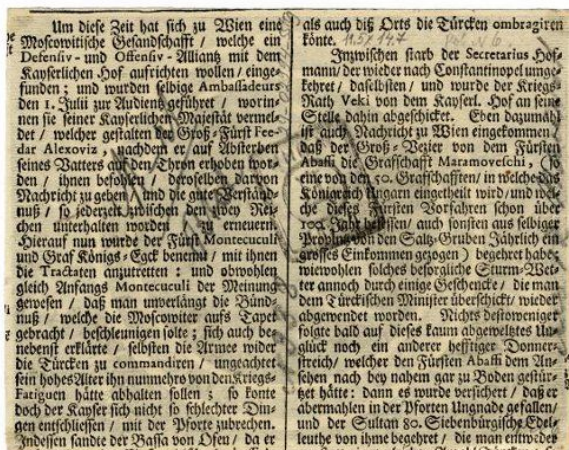 Um diese Zeit hat sich zu Wien eine
Moscowitische Gesandschafft / welche ein
Defensiv- und Offensiv-Alliantz mit dem
Kayserlichen Hof aufrichten wollen / einge-
funden; und wurden selbige Ambassadeurs
den 1. Julii zur Audientz geführet / worin-
nen sie seiner Kayserlichen Majestät vermel-
det / welcher gestalten der Groß-Fürst Feo-
dar Alexoviz / nachdem er auf Absterben
seines Vatters auf den Thron erhoben wor-
den / ihnen befohlen / deroselben darvon
Nachricht zu geben / und die gute Verständ-
nuß / so jederzeit zwischen den zwey Rei-
chen unterhalten worden / zu erneuern.
Hierauf nun wurde der Fürst Montecuculi
und Graf Königs-Egck benennt / mit ihnen
die Tractaten anzutretten: und obwohlen
gleich Anfangs Montecuculi der Meinung
gewesen / daß man unverlängt die Bünd-
nuß / welche die Moscowiter aufs Tapet
gebracht / beschleunigen solte; sich auch be-
nebenst erklärte / selbsten die Armee wider
die Türcken zu commandiren / ungeachtet
sein hohes Alter ihn nunmehro von den Kriegs-
Fatiguen hätte abhalten sollen; so konte
doch der Kayser sich nicht so schlechter Din-
gen entschliessen / mit der Pforte zubrechen.
Indessen sandte der Bassa von Ofen / da er
als auch diß Orts die Türcken ombragiren
könte.
Inzwischen starb der Secretarius Hof-
mann / der wieder nach Constantinopel umge-
kehret / daselbsten / und wurde der Kriegs-
Rath Veki von dem Kayserl. Hof an seine
Stelle dahin abgeschicket. Eben dazumahl
ist auch Nachricht zu Wien eingekommen /
daß der Groß-Vezier von dem Fürsten
Abaffi die Grafschafft Maramoveschi, (so
eine von den 50. Grafschafften / in welche das
Königreich Ungarn eingetheilt wird / und wel-
che dieses Fürsten Vorfahren schon über
100. Jahr besessen / auch sonsten aus selbiger
Provintz von den Saltz-Gruben Jährlich ein
grosses Einkommen gezogen) begehret habe;
wiewohlen solches besorgliche Sturm-Wet-
ter annoch durch einige Geschencke / die man
dem Türckischen Minister überschickt / wieder
abgewendet worden. Nichts destoweniger
folgte bald auf dieses kaum abgeweltztes Un-
glück noch ein anderer hefftiger Donner-
streich / welcher den Fürsten Abaffi dem An-
sehen nach bey nahem gar zu Boden gestür-
tzet hätte: dann es wurde versichert / daß er
abermahlen in der Pforten Ungnade gefallen /
und der Sultan 80. Siebenbürgische Edel-
leuthe von ihme begehret / die man entweder